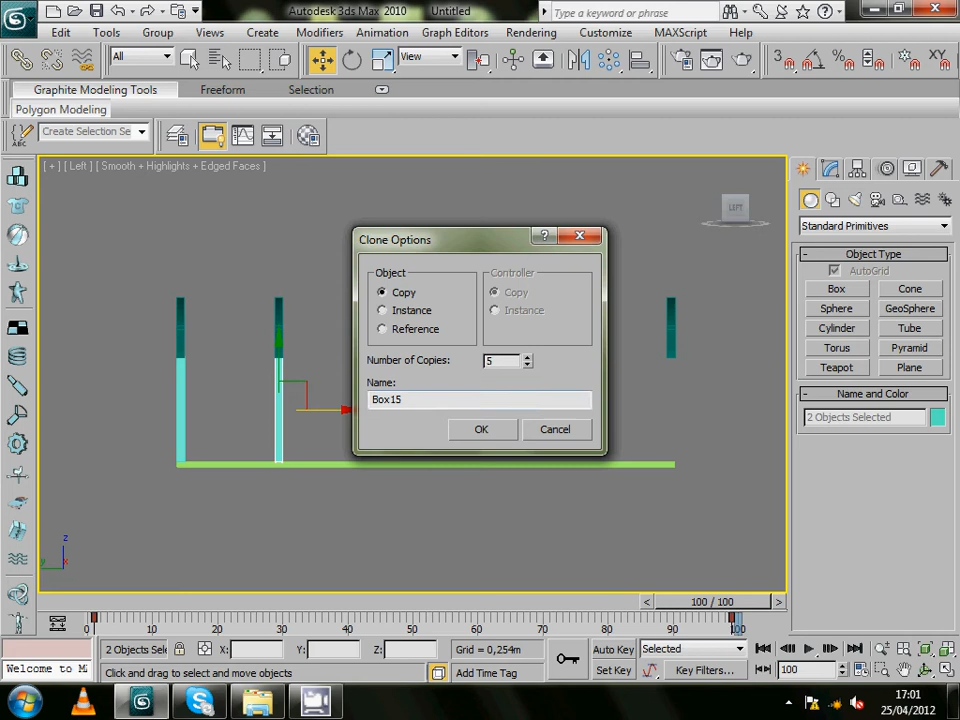 Autodesk 3ds Max 2010 Untitled
Type a keyword or phrase
Edit Tools Group Views Create Modifiers Animation Graph Editors Rendering Customize MAXScript Help
All
View
3
%
XY
Graphite Modeling Tools Freeform Selection
Polygon Modeling
ABC
Create Selection Se
[ + ] [ Left ] [ Smooth + Highlights + Edged Faces ]
LEFT
Clone Options
?
Object
Copy
Instance
Reference
Controller
Copy
Instance
Number of Copies: 5
Name:
Box15
OK Cancel
Standard Primitives
- Object Type
AutoGrid
Box Cone
Sphere GeoSphere
Cylinder Tube
Torus Pyramid
Teapot Plane
- Name and Color
2 Objects Selected
z
y
x
< 100 / 100 >
0 10 20 30 40 50 60 70 80 90 100
2 Objects Sele X: Y: Z: Grid = 0,254m Auto Key Selected
Welcome to M Click and drag to select and move objects Add Time Tag Set Key Key Filters... 100
17:01
25/04/2012